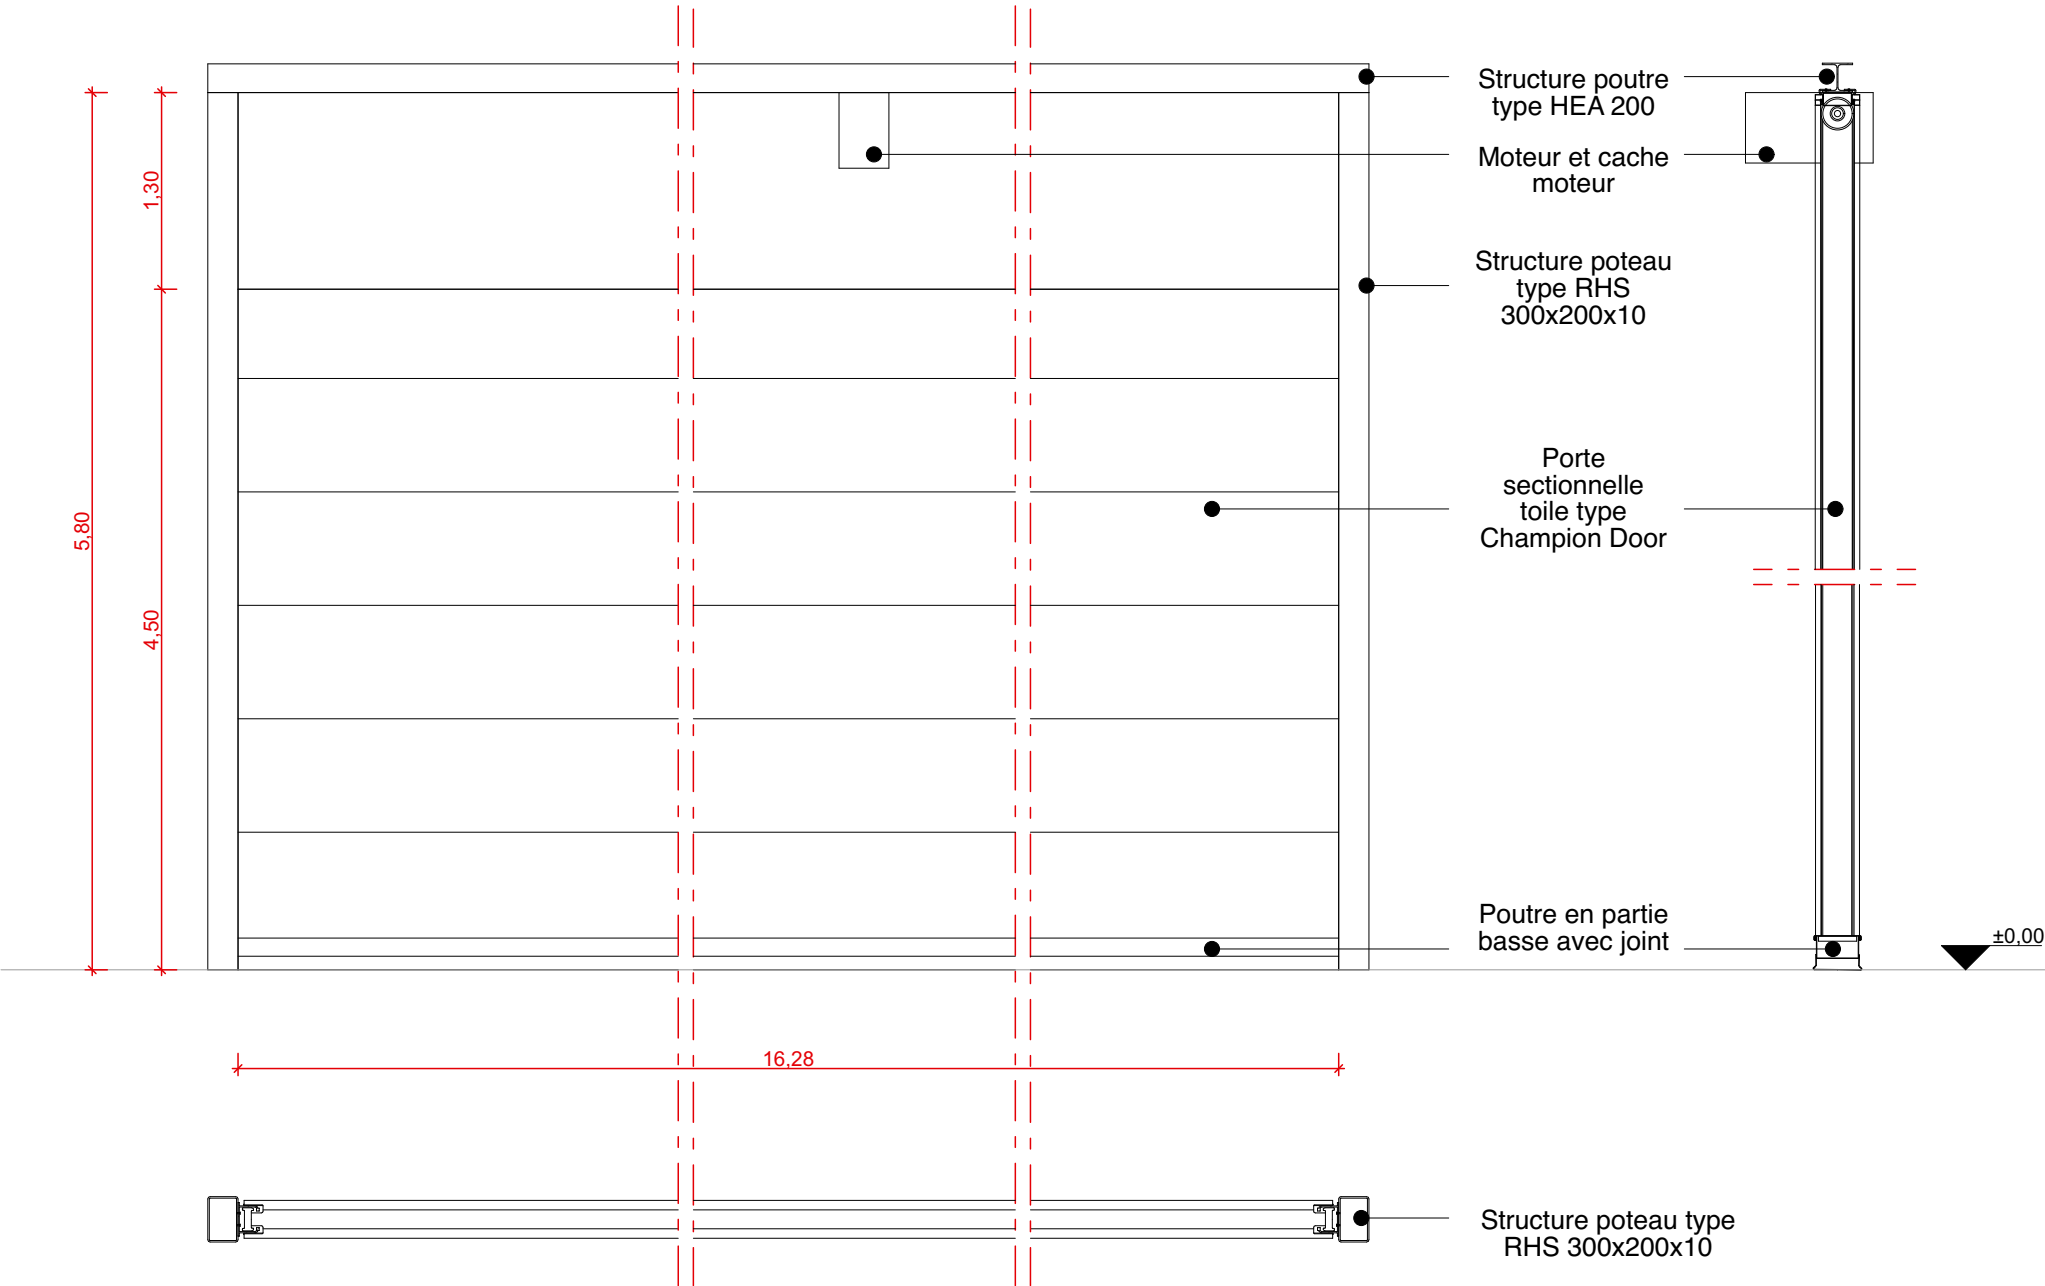 Structure poutre
type HEA 200
Moteur et cache
moteur
1,30
Structure poteau
type RHS
300x200x10
Porte
sectionnelle
toile type
Champion Door
5,80
4,50
Poutre en partie
basse avec joint
±0,00
16,28
Structure poteau type
RHS 300x200x10